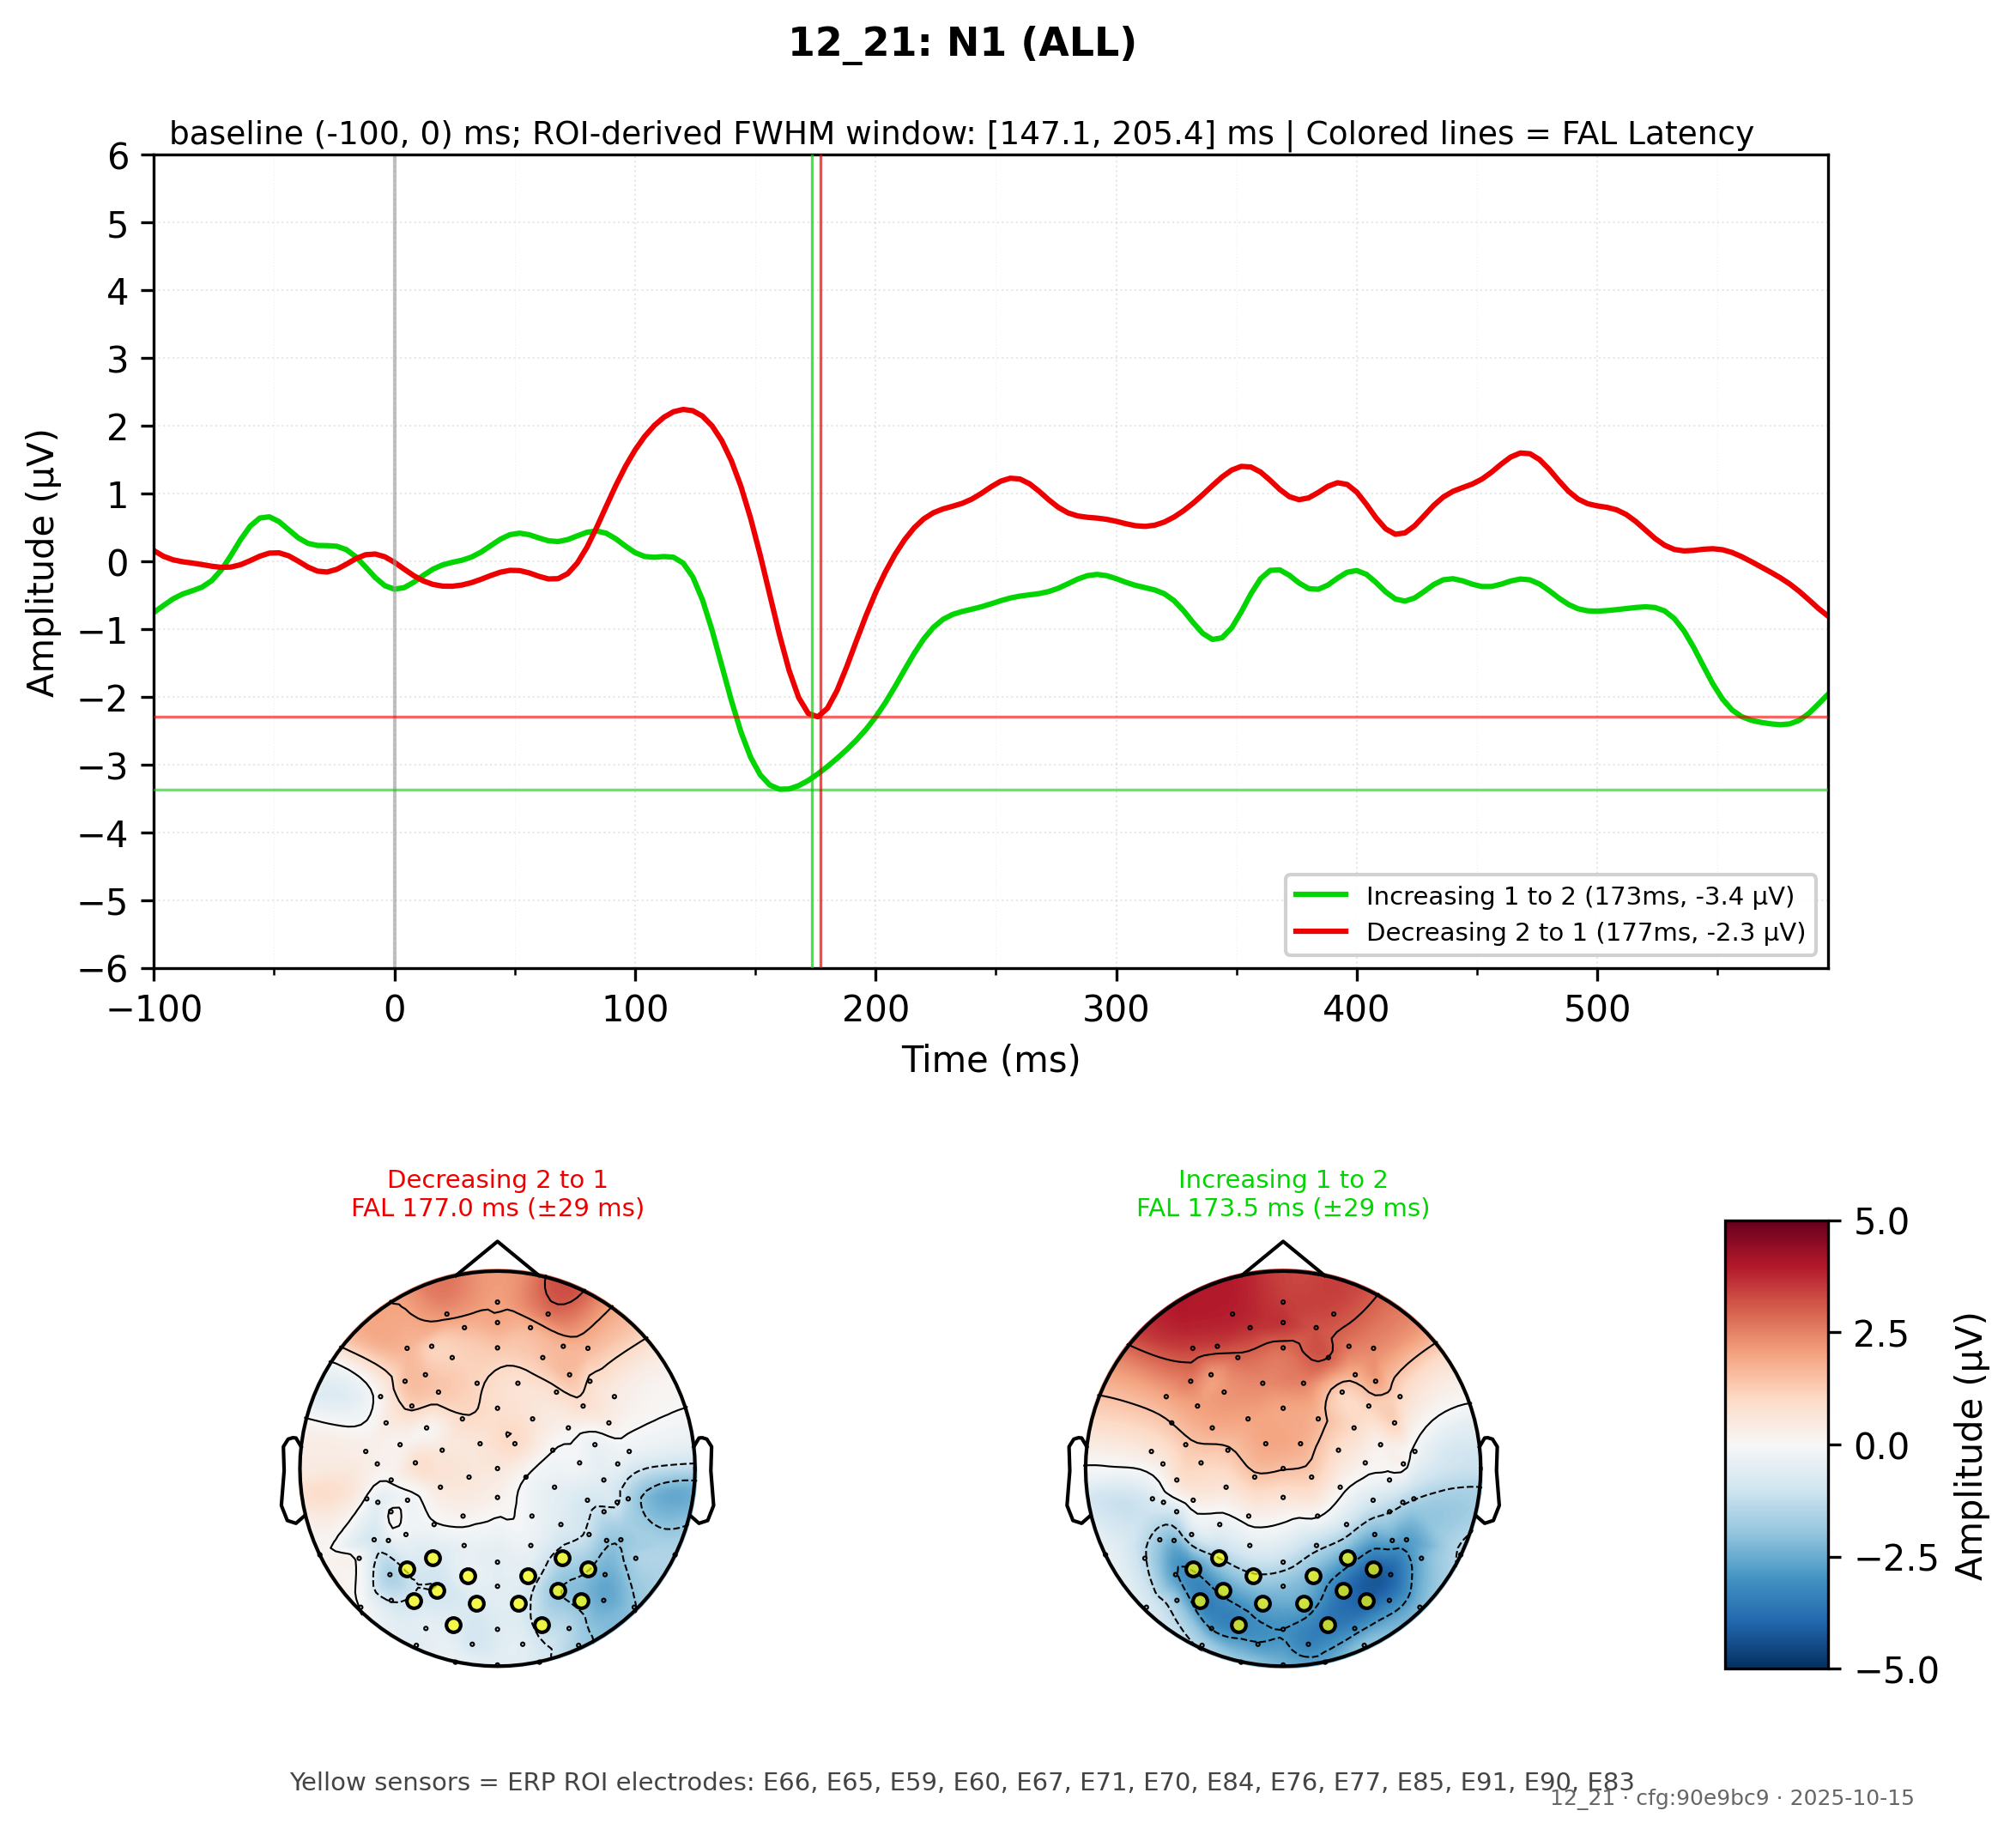 12_21: N1 (ALL)
baseline (-100, 0) ms; ROI-derived FWHM window: [147.1, 205.4] ms | Colored lines = FAL Latency
6
5
4
3
2
1
0
−1
−2
−3
−4
−5
−6
Amplitude (μV)
Increasing 1 to 2 (173ms, -3.4 μV)
Decreasing 2 to 1 (177ms, -2.3 μV)
−100 0 100 200 300 400 500
Time (ms)
Decreasing 2 to 1
FAL 177.0 ms (±29 ms)
Increasing 1 to 2
FAL 173.5 ms (±29 ms)
5.0
2.5
0.0
−2.5
−5.0
Amplitude (μV)
Yellow sensors = ERP ROI electrodes: E66, E65, E59, E60, E67, E71, E70, E84, E76, E77, E85, E91, E90, E83
12_21 · cfg:90e9bc9 · 2025-10-15